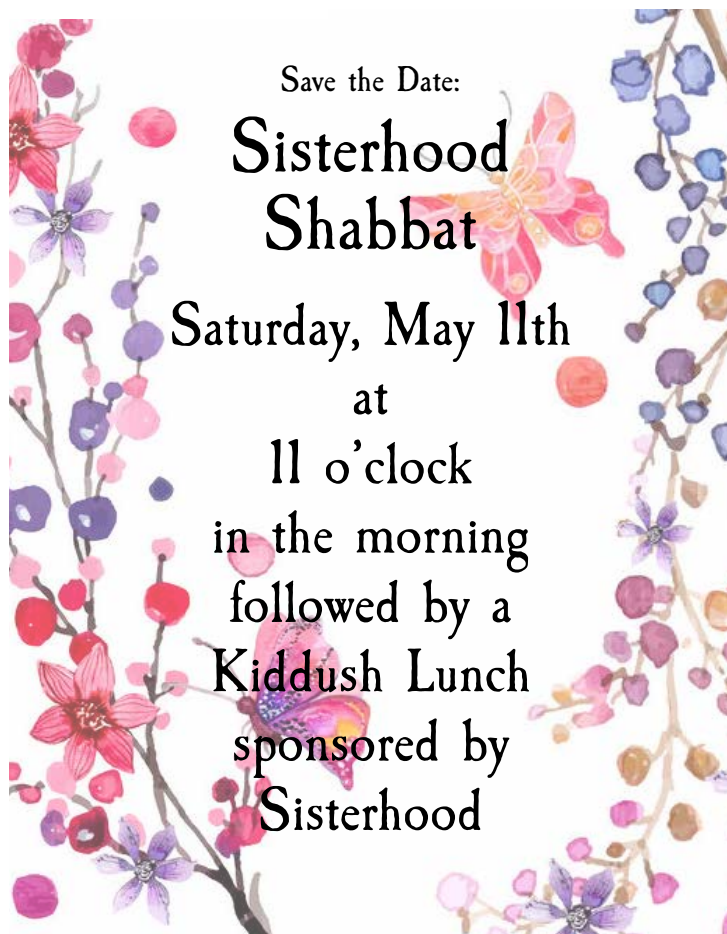 Save the Date:
Sisterhood
Shabbat
Saturday, May 11th
at
11 o'clock
in the morning
followed by a
Kiddush Lunch
sponsored by
Sisterhood